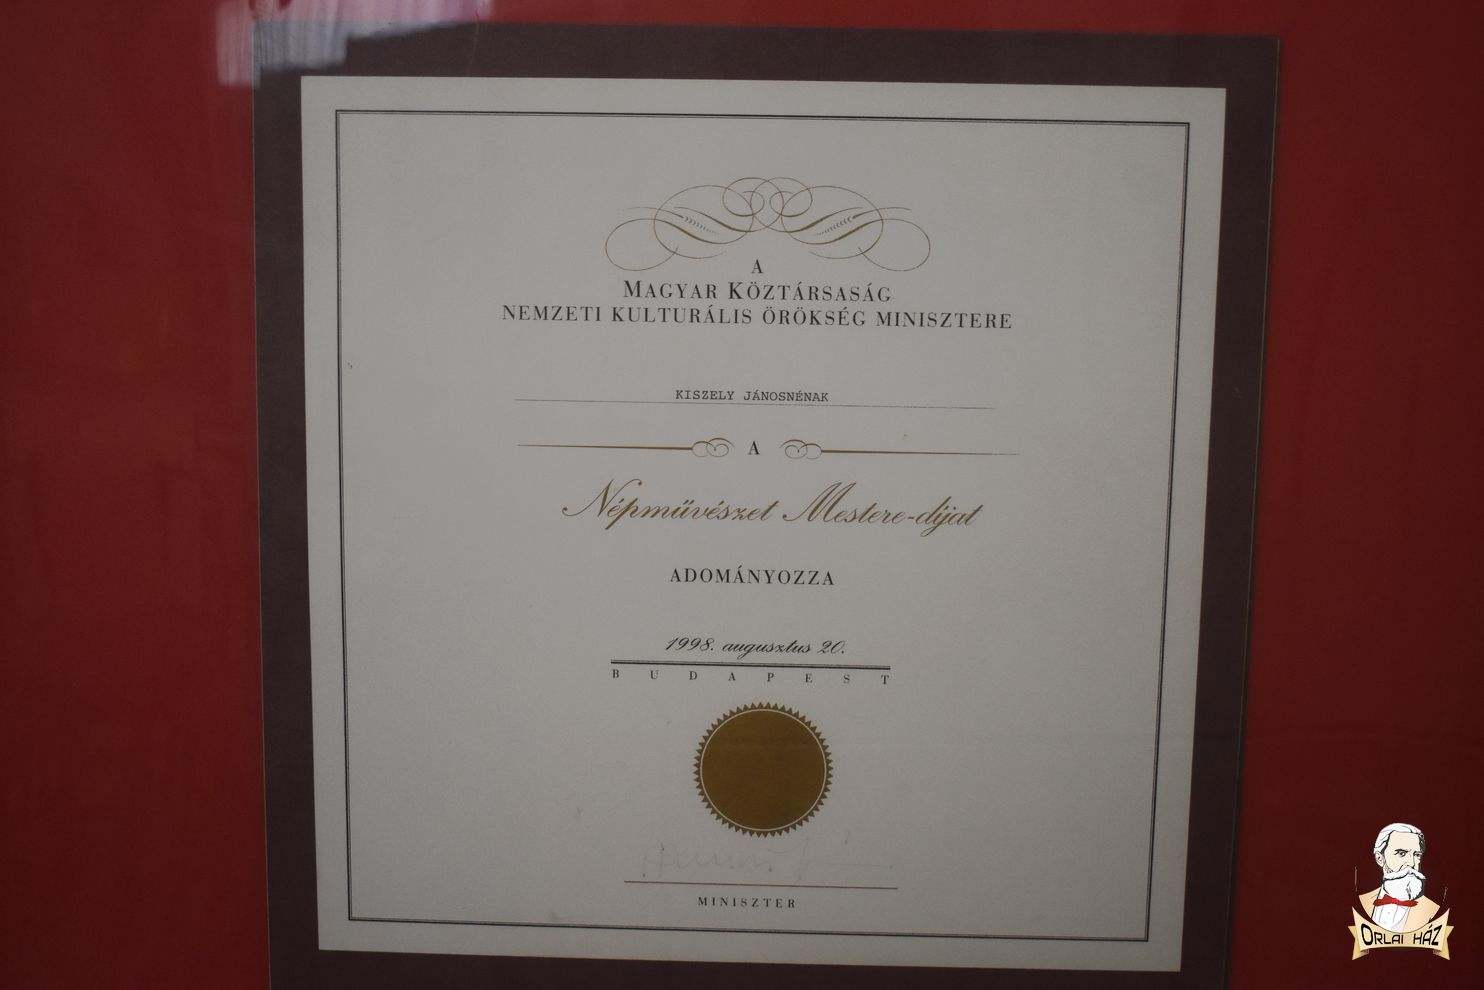 A
MAGYAR KÖZTÁRSASÁG
NEMZETI KULTURÁLIS ÖRÖKSÉG MINISZTERE
KISZELY JÁNOSNÉNAK
A
Népművészet Mestere-díjat
ADOMÁNYOZZA
1998. augusztus 20.
BUDAPEST
MINISZTER
ORLAI HÁZ